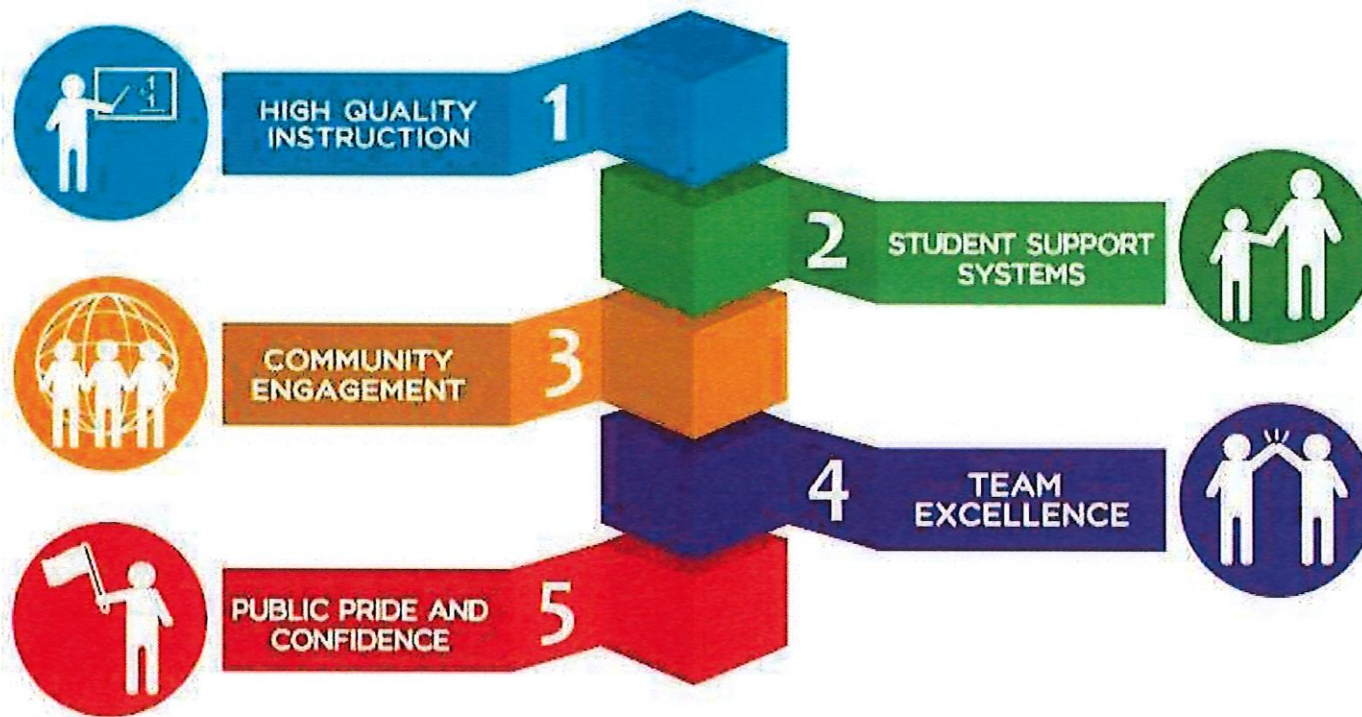 HIGH QUALITY
INSTRUCTION
1
2
STUDENT SUPPORT
SYSTEMS
COMMUNITY
ENGAGEMENT
3
4
TEAM
EXCELLENCE
PUBLIC PRIDE AND
CONFIDENCE
5